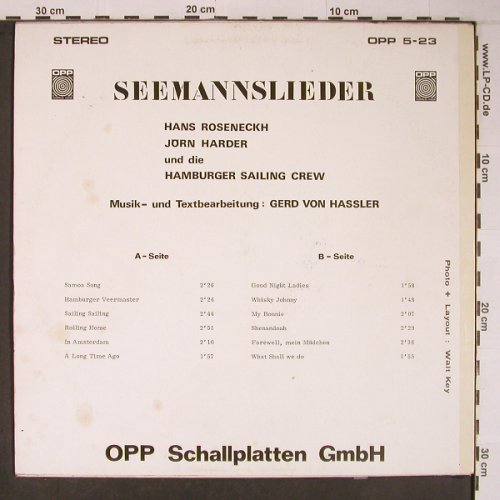 30 cm
20 cm
10 cm
www.LP-CD.de
10 cm
20 cm
30 cm
STEREO
OPP 5-23
OPP
OPP
SEEMANNSLIEDER
HANS ROSENECKH
JÖRN HARDER
und die
HAMBURGER SAILING CREW
Musik- und Textbearbeitung: GERD VON HASSLER
A-Seite
Samoa Song 2'26
Hamburger Veermaster 2'26
Sailing Sailing 2'44
Rolling Home 2'51
In Amsterdam 2'10
A Long Time Ago 1'57
B-Seite
Good Night Ladies 1'58
Whisky Johnny 1'48
My Bonnie 2'07
Shenandoah 2'29
Farewell, mein Mädchen 2'36
What Shall we do 1'55
Photo + Layout: Walt Key
OPP Schallplatten GmbH